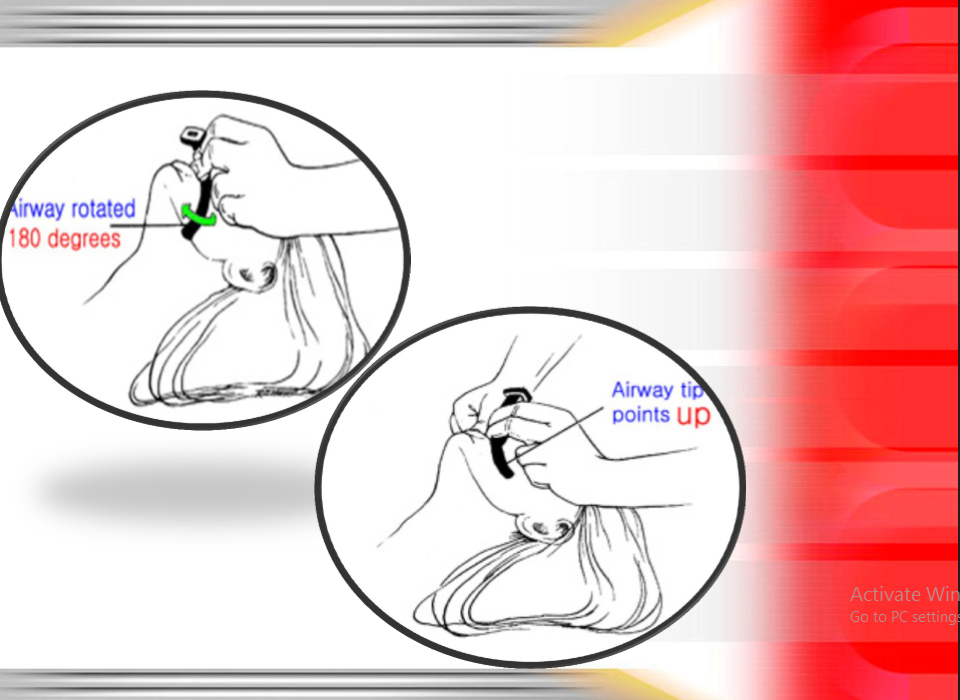 Airway rotated
180 degrees
Airway tip
points up
Activate Win
Go to PC settings